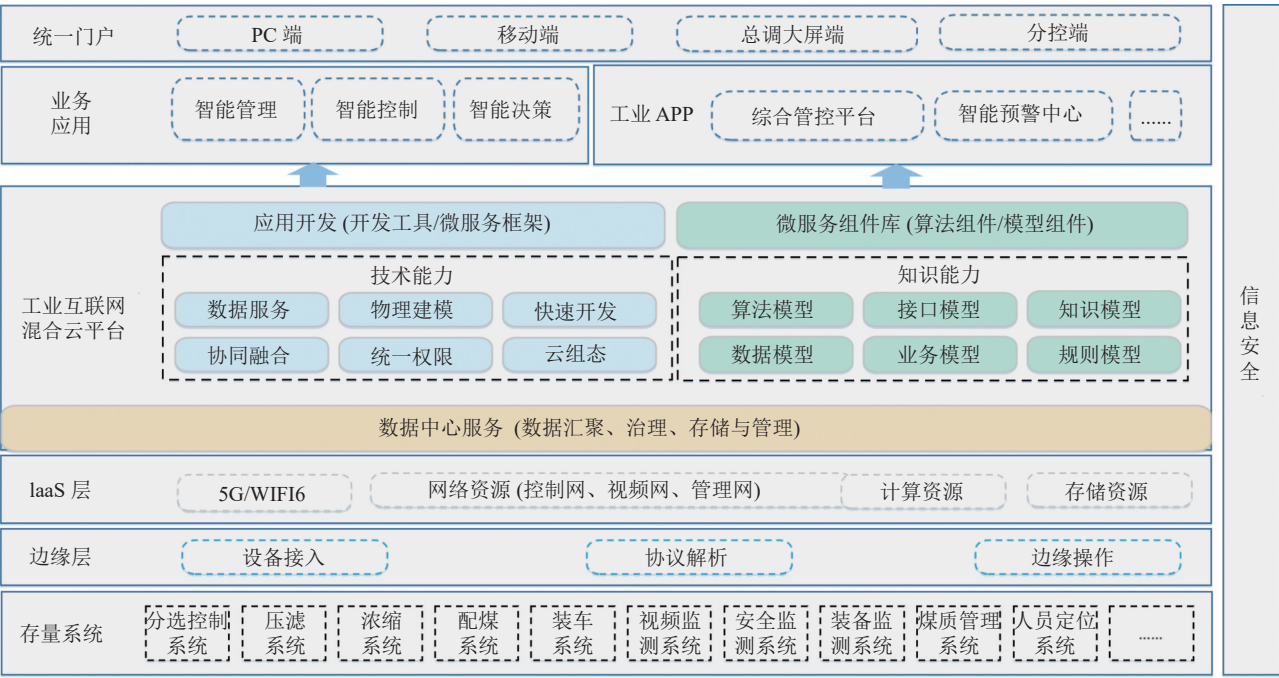 统一门户
PC 端
移动端
总调大屏端
分控端
业务
应用
智能管理
智能控制
智能决策
工业 APP
综合管控平台
智能预警中心
......
工业互联网
混合云平台
应用开发 (开发工具/微服务框架)
微服务组件库 (算法组件/模型组件)
技术能力
数据服务
物理建模
快速开发
协同融合
统一权限
云组态
知识能力
算法模型
接口模型
知识模型
数据模型
业务模型
规则模型
数据中心服务 (数据汇聚、治理、存储与管理)
laaS 层
5G/WIFI6
网络资源 (控制网、视频网、管理网)
计算资源
存储资源
边缘层
设备接入
协议解析
边缘操作
存量系统
分选控制
系统
压滤
系统
浓缩
系统
配煤
系统
装车
系统
视频监
测系统
安全监
测系统
装备监
测系统
煤质管理
系统
人员定位
系统
......
信
息
安
全